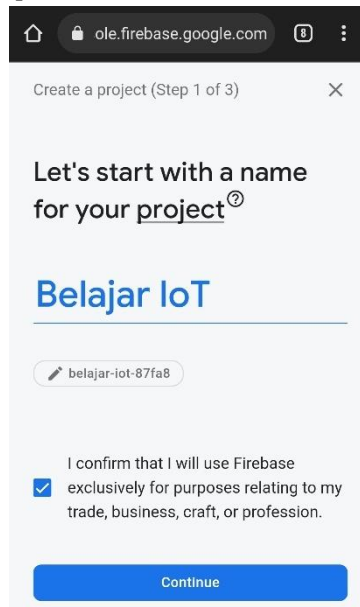 ole.firebase.google.com 8
Create a project (Step 1 of 3)
Let's start with a name
for your project
Belajar IoT
belajar-iot-87fa8
I confirm that I will use Firebase
exclusively for purposes relating to my
trade, business, craft, or profession.
Continue